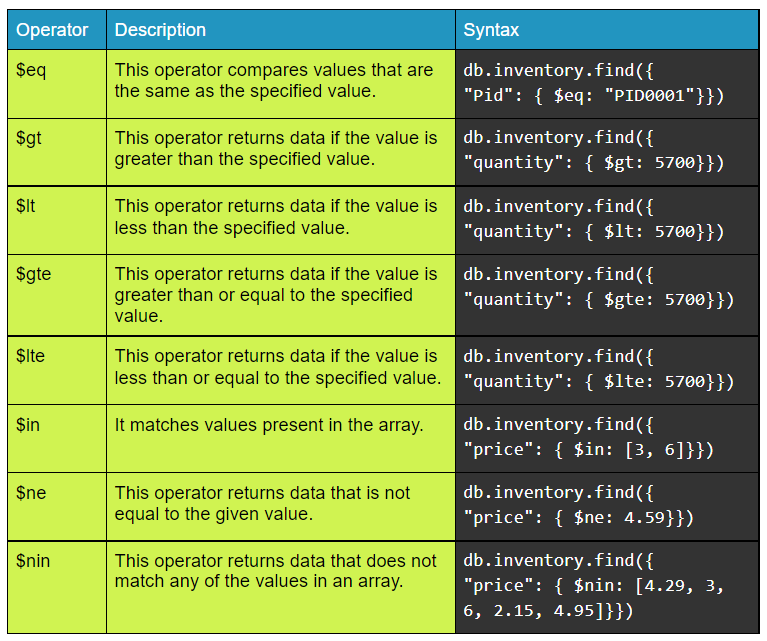 Operator Description Syntax
$eq
This operator compares values that are
the same as the specified value.
db.inventory.find({
"Pid": { $eq: "PID0001"}})
$gt
This operator returns data if the value is
greater than the specified value.
db.inventory.find({
"quantity": { $gt: 5700}})
$lt
This operator returns data if the value is
less than the specified value.
db.inventory.find({
"quantity": { $lt: 5700}})
$gte
This operator returns data if the value is
greater than or equal to the specified
value.
db.inventory.find({
"quantity": { $gte: 5700}})
$lte
This operator returns data if the value is
less than or equal to the specified value.
db.inventory.find({
"quantity": { $lte: 5700}})
$in
It matches values present in the array.
db.inventory.find({
"price": { $in: [3, 6]}})
$ne
This operator returns data that is not
equal to the given value.
db.inventory.find({
"price": { $ne: 4.59}})
$nin
This operator returns data that does not
match any of the values in an array.
db.inventory.find({
"price": { $nin: [4.29, 3,
6, 2.15, 4.95]}})